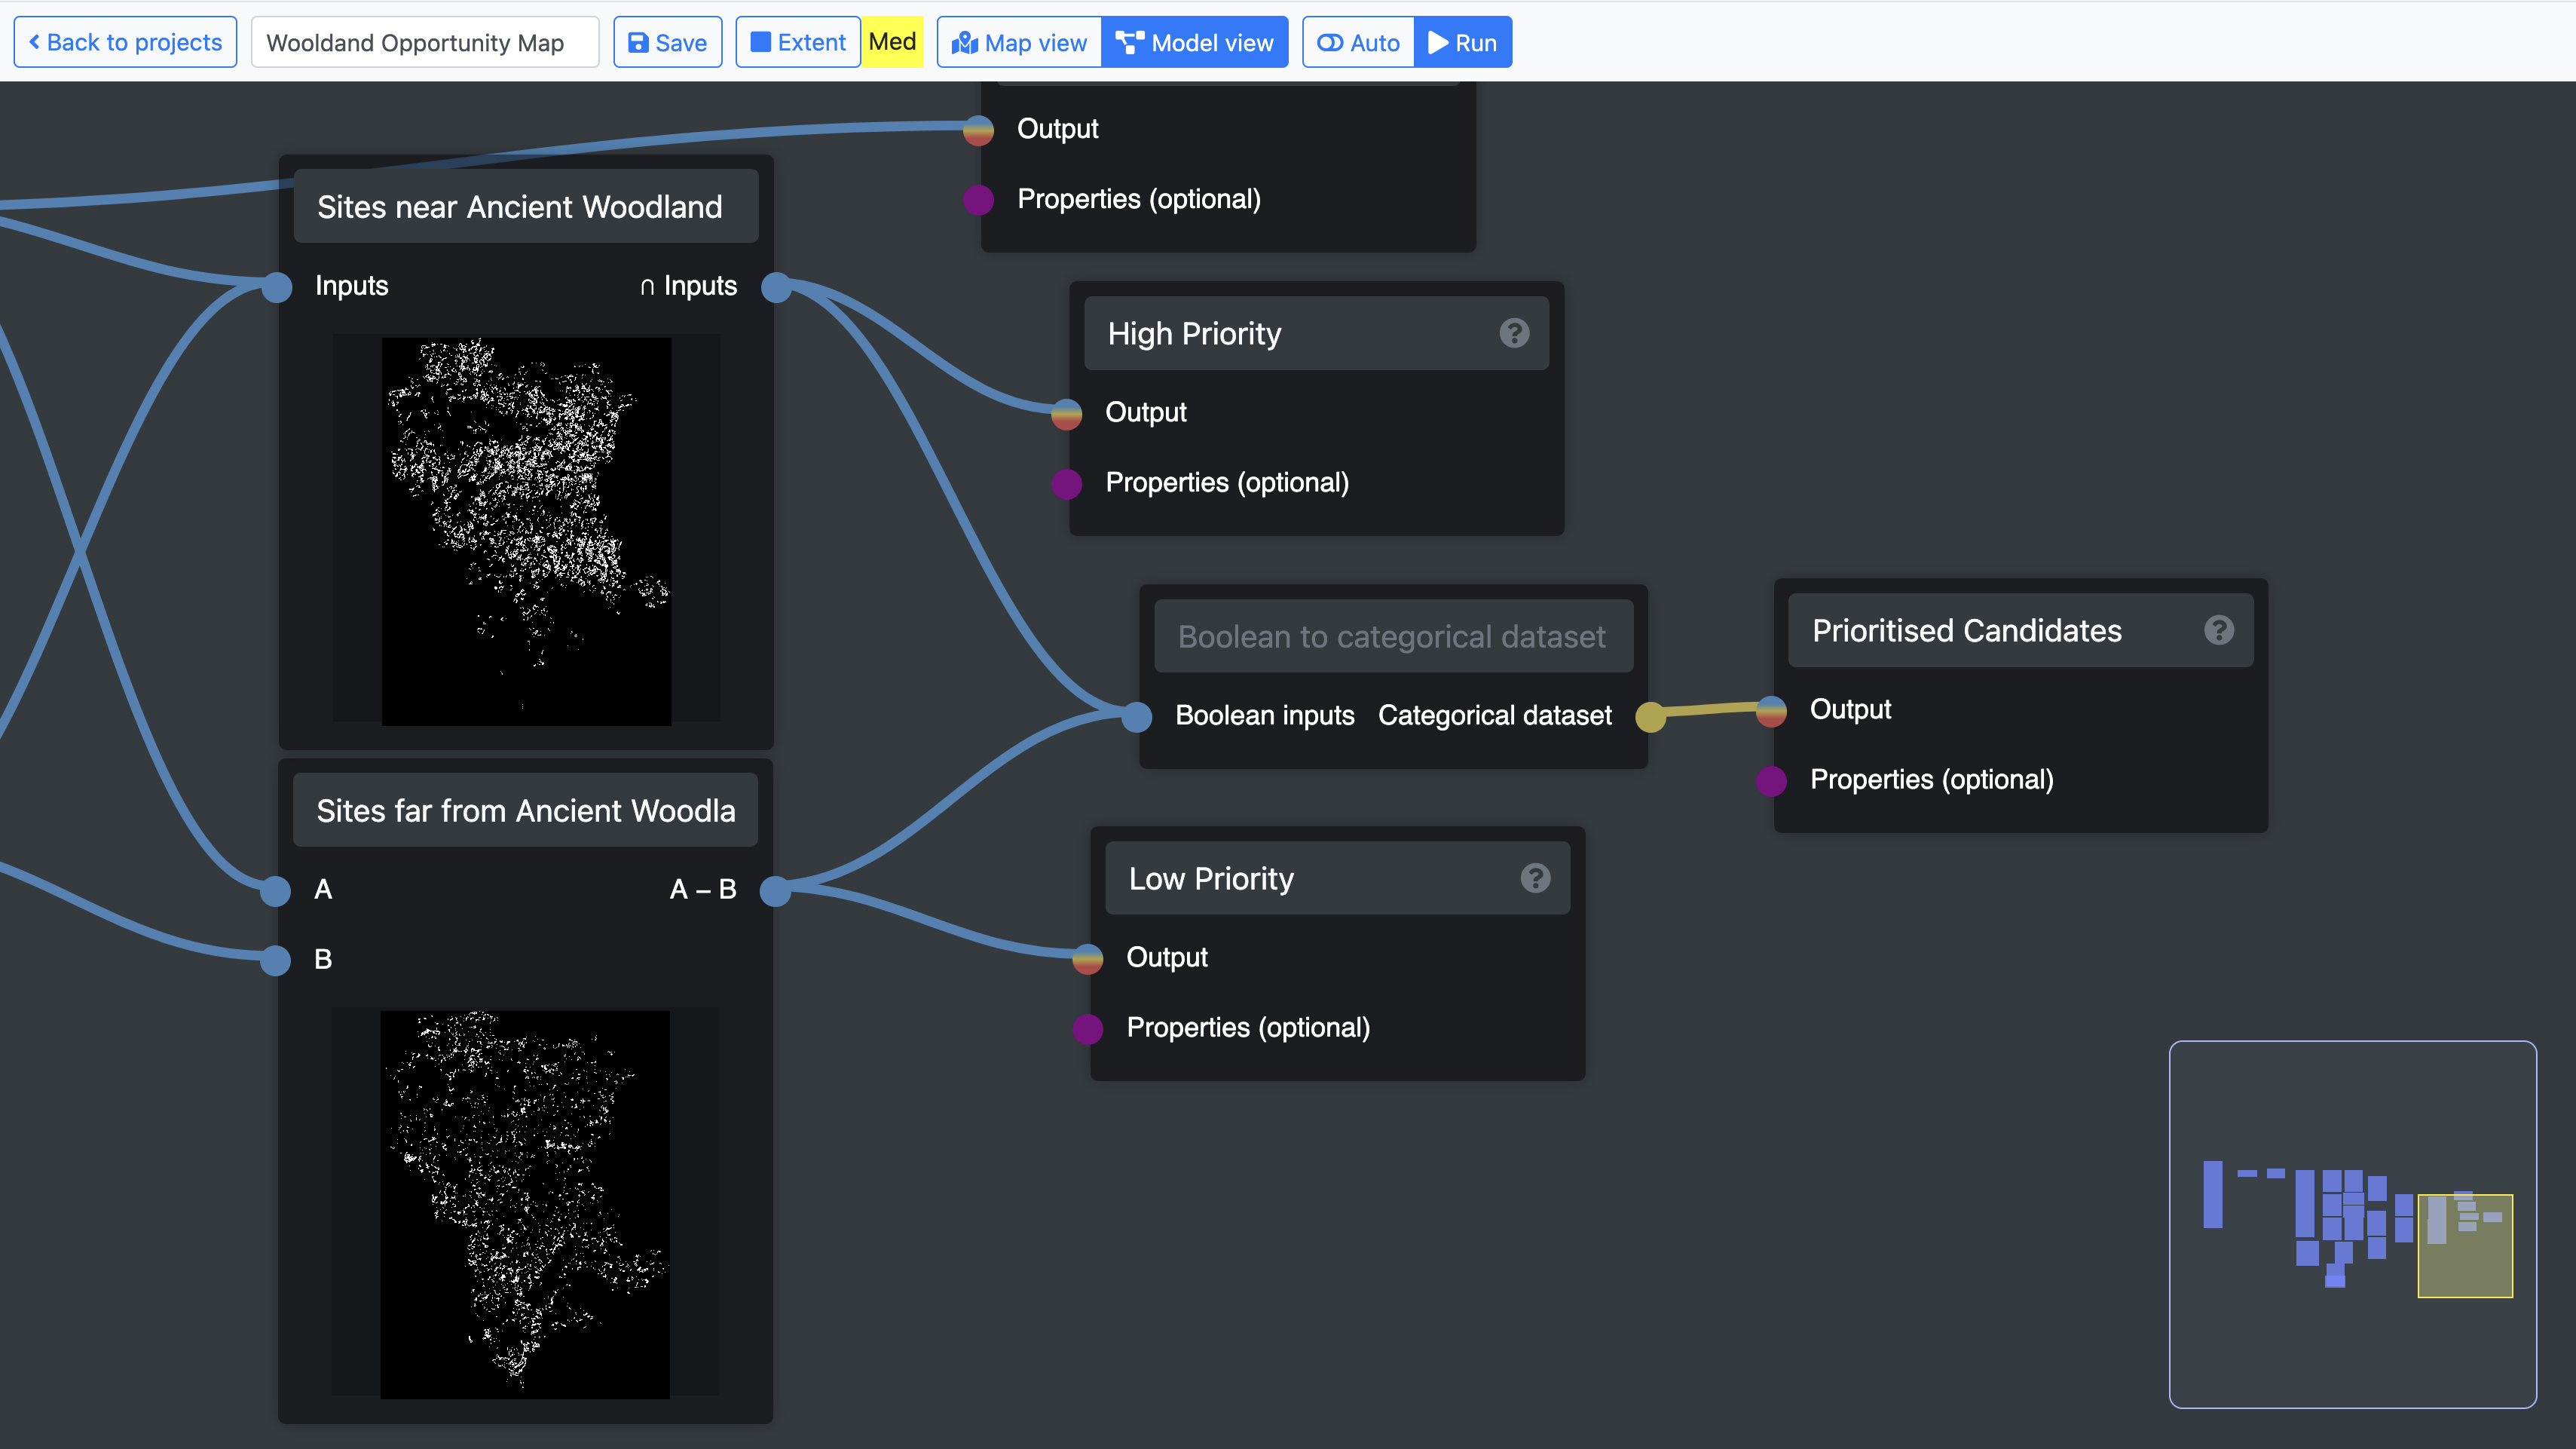 Back to projects
Wooldand Opportunity Map
Save
Extent
Med
Map view
Model view
Auto
Run
Output
Properties (optional)
Sites near Ancient Woodland
Inputs
∩ Inputs
High Priority
?
Output
Properties (optional)
Boolean to categorical dataset
Boolean inputs
Categorical dataset
Prioritised Candidates
?
Output
Properties (optional)
Sites far from Ancient Woodla
A
A – B
B
Low Priority
?
Output
Properties (optional)